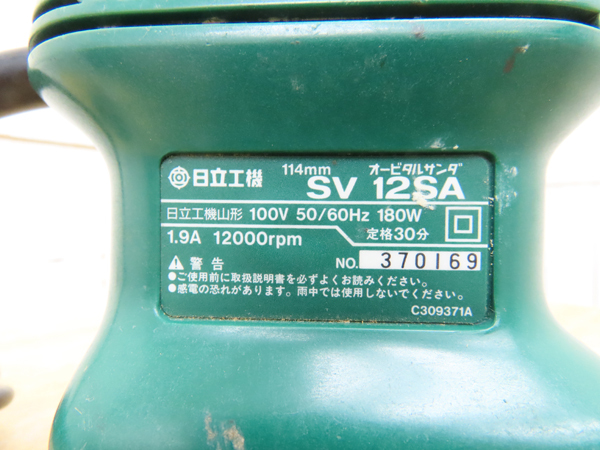 日立工機 114mm オービタルサンダ
SV 12SA
日立工機山形 100V 50/60Hz 180W
1.9A 12000rpm 定格30分
警告 NO. 370169
●ご使用前に取扱説明書を必ずよくお読みください。
●感電の恐れがあります。雨中では使用しないでください。
C309371A